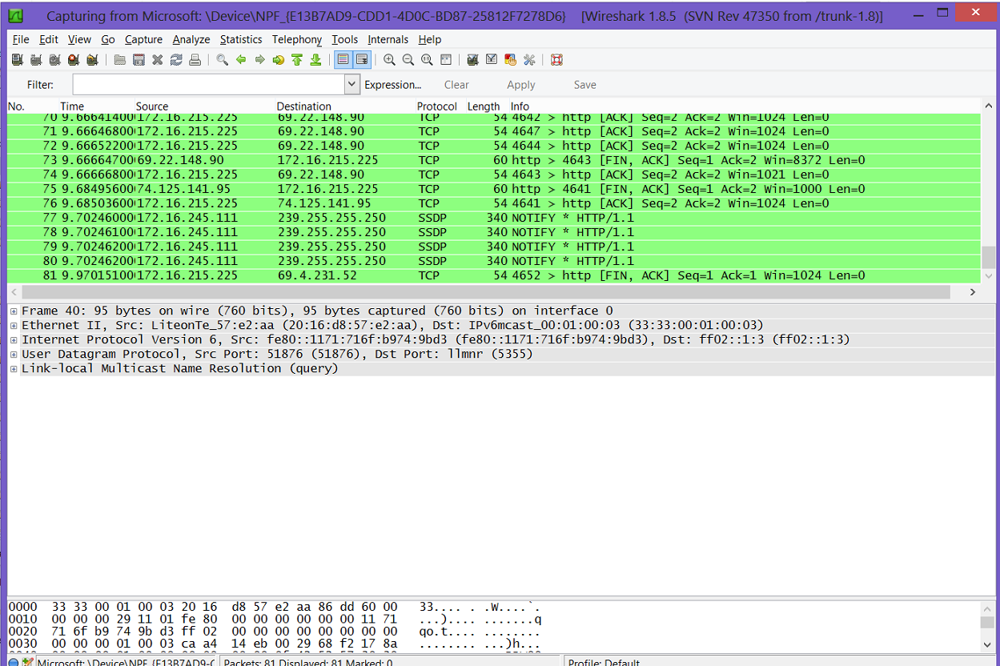 Capturing from Microsoft: \Device\NPF_{E13B7AD9-CDD1-4D0C-BD87-25812F7278D6} [Wireshark 1.8.5 (SVN Rev 47350 from /trunk-1.8)]
File Edit View Go Capture Analyze Statistics Telephony Tools Internals Help
Filter: Expression... Clear Apply Save
No. Time Source Destination Protocol Length Info
70 9.666414000 172.16.215.225 69.22.148.90 TCP 54 4642 > http [ACK] Seq=2 Ack=2 Win=1024 Len=0
71 9.666468000 172.16.215.225 69.22.148.90 TCP 54 4647 > http [ACK] Seq=2 Ack=2 Win=1024 Len=0
72 9.666522000 172.16.215.225 69.22.148.90 TCP 54 4644 > http [ACK] Seq=2 Ack=2 Win=1024 Len=0
73 9.666647000 69.22.148.90 172.16.215.225 TCP 60 http > 4643 [FIN, ACK] Seq=1 Ack=2 Win=8372 Len=0
74 9.666668000 172.16.215.225 69.22.148.90 TCP 54 4643 > http [ACK] Seq=2 Ack=2 Win=1021 Len=0
75 9.684956000 74.125.141.95 172.16.215.225 TCP 60 http > 4641 [FIN, ACK] Seq=1 Ack=2 Win=1000 Len=0
76 9.685036000 172.16.215.225 74.125.141.95 TCP 54 4641 > http [ACK] Seq=2 Ack=2 Win=1024 Len=0
77 9.702460000 172.16.245.111 239.255.255.250 SSDP 340 NOTIFY * HTTP/1.1
78 9.702461000 172.16.245.111 239.255.255.250 SSDP 340 NOTIFY * HTTP/1.1
79 9.702462000 172.16.245.111 239.255.255.250 SSDP 340 NOTIFY * HTTP/1.1
80 9.702462000 172.16.245.111 239.255.255.250 SSDP 340 NOTIFY * HTTP/1.1
81 9.970151000 172.16.215.225 69.4.231.52 TCP 54 4652 > http [FIN, ACK] Seq=1 Ack=1 Win=1024 Len=0
Frame 40: 95 bytes on wire (760 bits), 95 bytes captured (760 bits) on interface 0
Ethernet II, Src: LiteonTe_57:e2:aa (20:16:d8:57:e2:aa), Dst: IPv6mcast_00:01:00:03 (33:33:00:01:00:03)
Internet Protocol Version 6, Src: fe80::1171:716f:b974:9bd3 (fe80::1171:716f:b974:9bd3), Dst: ff02::1:3 (ff02::1:3)
User Datagram Protocol, Src Port: 51876 (51876), Dst Port: llmnr (5355)
Link-local Multicast Name Resolution (query)
0000 33 33 00 01 00 03 20 16 d8 57 e2 aa 86 dd 60 00 33.... . .W....`.
0010 00 00 00 29 11 01 fe 80 00 00 00 00 00 00 11 71 ...).... .......q
0020 71 6f b9 74 9b d3 ff 02 00 00 00 00 00 00 00 00 qo.t.... ........
0030 00 00 00 01 00 03 ca a4 14 eb 00 29 68 f2 17 8a ........ ...)h...
Microsoft: \Device\NPF_{E13B7AD9-C Packets: 81 Displayed: 81 Marked: 0 Profile: Default